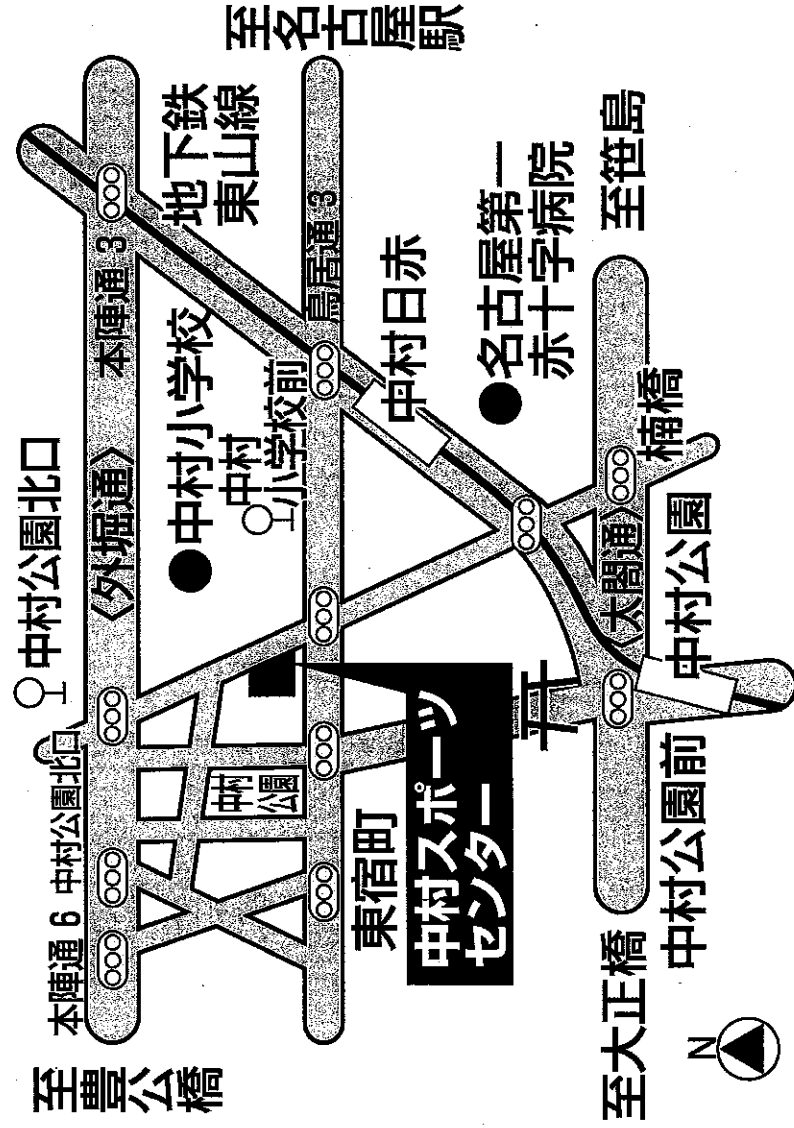 至名古屋駅
地下鉄
東山線
至笹島
本陣通 3
鳥居通 3
中村日赤
名古屋第一
赤十字病院
中村小学校
中村
小学校前
楠橋
中村公園北口
〈外堀通〉
太閤通〉
中村公園
中村公園北口
本陣通 6
中村
公園
東宿町
中村スポーツ
センター
中村公園前
至豊公橋
至大正橋
N